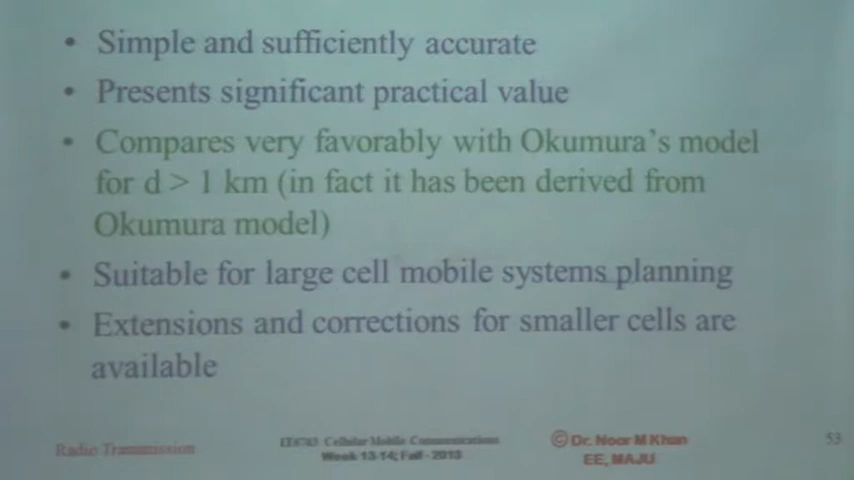 • Simple and sufficiently accurate
• Presents significant practical value
• Compares very favorably with Okumura's model
for d > 1 km (in fact it has been derived from
Okumura model)
• Suitable for large cell mobile systems planning
• Extensions and corrections for smaller cells are
available
Radio Transmission
EE6763 Cellular Mobile Communications
Week 13-14; Fall - 2013
© Dr. Noor M Khan
EE, MAJU
53